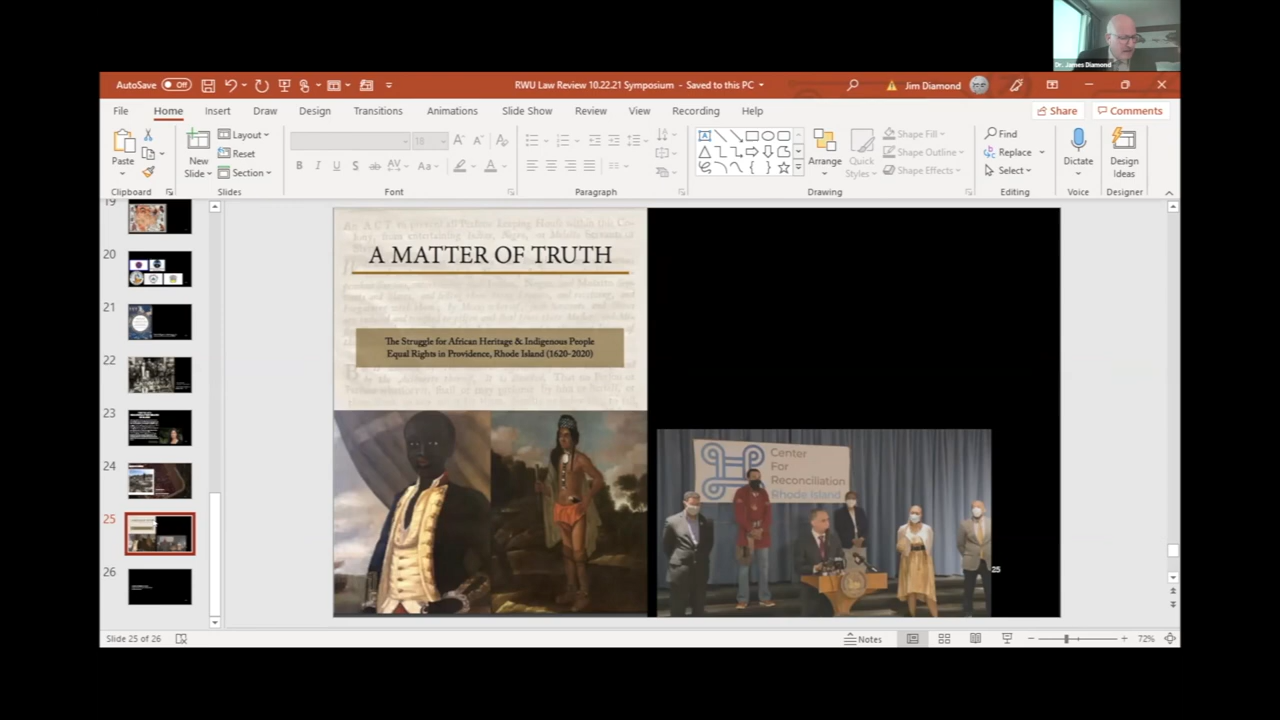 Dr. James Diamond
AutoSave Off
RWU Law Review 10.22.21 Symposium - Saved to this PC
Jim Diamond
File Home Insert Draw Design Transitions Animations Slide Show Review View Recording Help
Share Comments
Paste
New
Slide
Layout
Reset
Section
18
Arrange
Quick
Styles
Shape Fill
Shape Outline
Shape Effects
Find
Replace
Select
Dictate
Design
Ideas
Clipboard Slides Font Paragraph Drawing Editing Voice Designer
19
20
21
22
23
24
25
26
A MATTER OF TRUTH
The Struggle for African Heritage & Indigenous People
Equal Rights in Providence, Rhode Island (1620-2020)
Center
For
Reconciliation
Rhode Island
25
Slide 25 of 26
Notes
72%